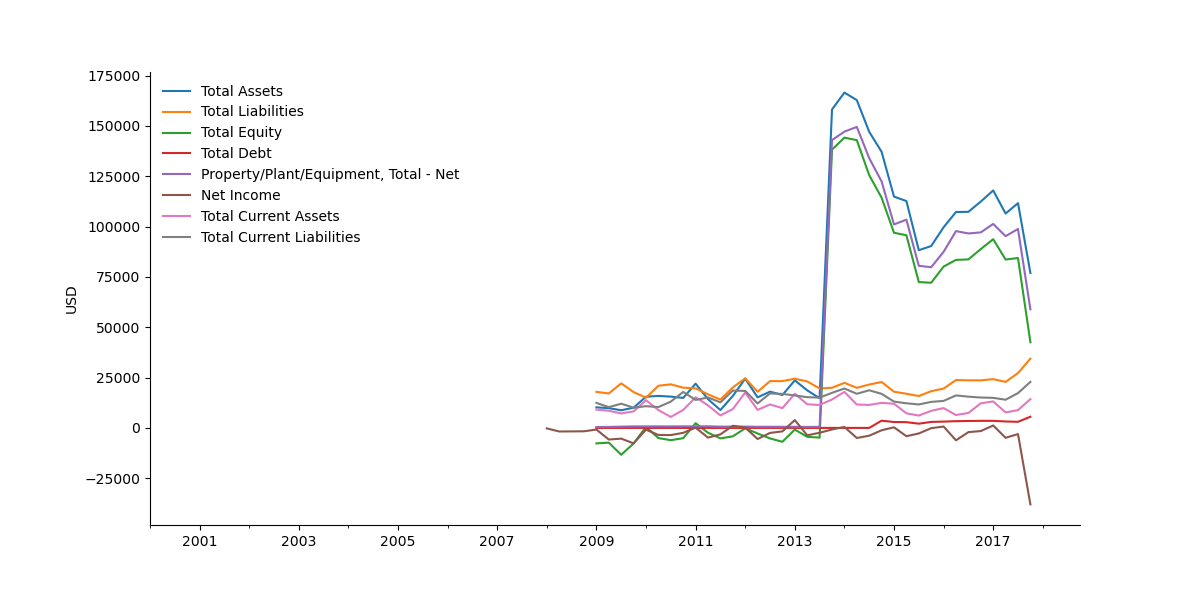 175000
150000
125000
100000
75000
50000
25000
0
−25000
USD
Total Assets
Total Liabilities
Total Equity
Total Debt
Property/Plant/Equipment, Total - Net
Net Income
Total Current Assets
Total Current Liabilities
2001 2003 2005 2007 2009 2011 2013 2015 2017